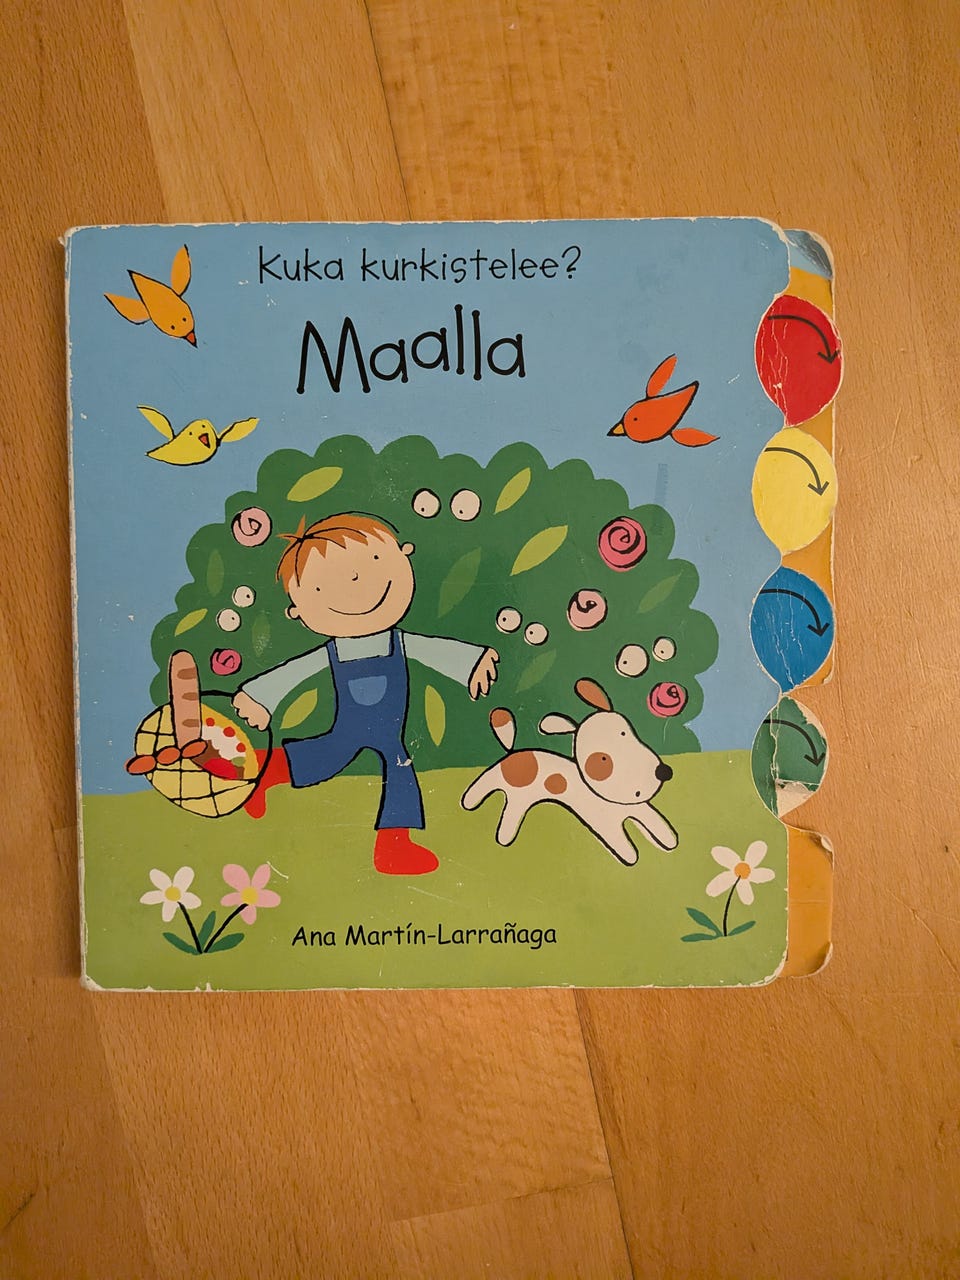 Kuka kurkistelee?
Maalla
Ana Martín-Larrañaga